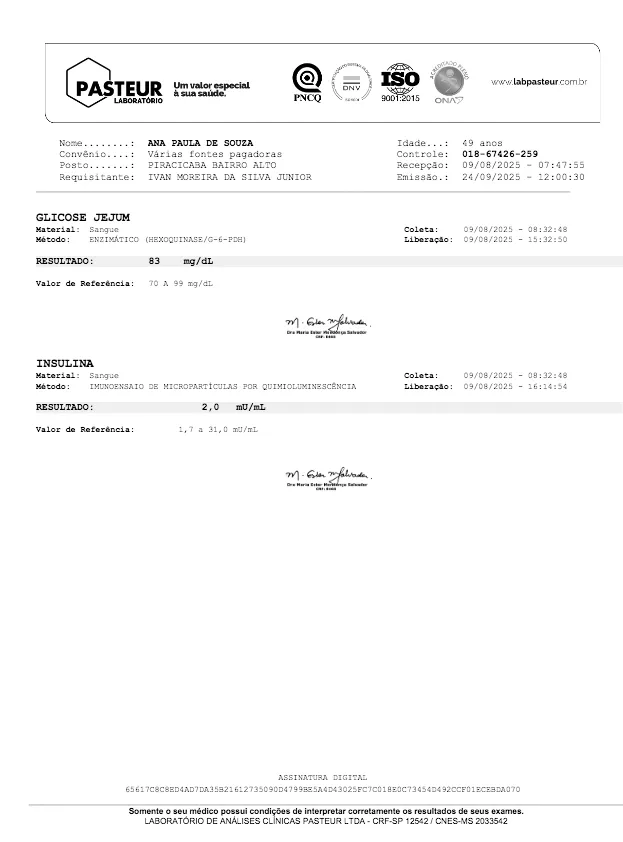 PASTEUR
LABORATÓRIO
Um valor especial
à sua saúde.
PNCQ
DNV
ISO
9001:2015
ACREDITADO PLENO
ONA
www.labpasteur.com.br
Nome........: ANA PAULA DE SOUZA Idade...: 49 anos
Convênio....: Várias fontes pagadoras Controle: 018-67426-259
Posto.......: PIRACICABA BAIRRO ALTO Recepção: 09/08/2025 - 07:47:55
Requisitante: IVAN MOREIRA DA SILVA JUNIOR Emissão.: 24/09/2025 - 12:00:30
GLICOSE JEJUM
Material: Sangue Coleta: 09/08/2025 - 08:32:48
Método: ENZIMÁTICO (HEXOQUINASE/G-6-PDH) Liberação: 09/08/2025 - 15:32:50
RESULTADO: 83 mg/dL
Valor de Referência: 70 A 99 mg/dL
M. Ester M Salvador.
Dra Maria Ester Mendonça Salvador
INSULINA
Material: Sangue Coleta: 09/08/2025 - 08:32:48
Método: IMUNOENSAIO DE MICROPARTÍCULAS POR QUIMIOLUMINESCÊNCIA Liberação: 09/08/2025 - 16:14:54
RESULTADO: 2,0 mU/mL
Valor de Referência: 1,7 a 31,0 mU/mL
M. Ester M Salvador.
Dra Maria Ester Mendonça Salvador
ASSINATURA DIGITAL
65617C8C8ED4AD7DA35B21612735090D4799BE5A4D43025FC7C018E0C73454D492CCF01ECEBDA070
Somente o seu médico possui condições de interpretar corretamente os resultados de seus exames.
LABORATÓRIO DE ANÁLISES CLÍNICAS PASTEUR LTDA - CRF-SP 12542 / CNES-MS 2033542